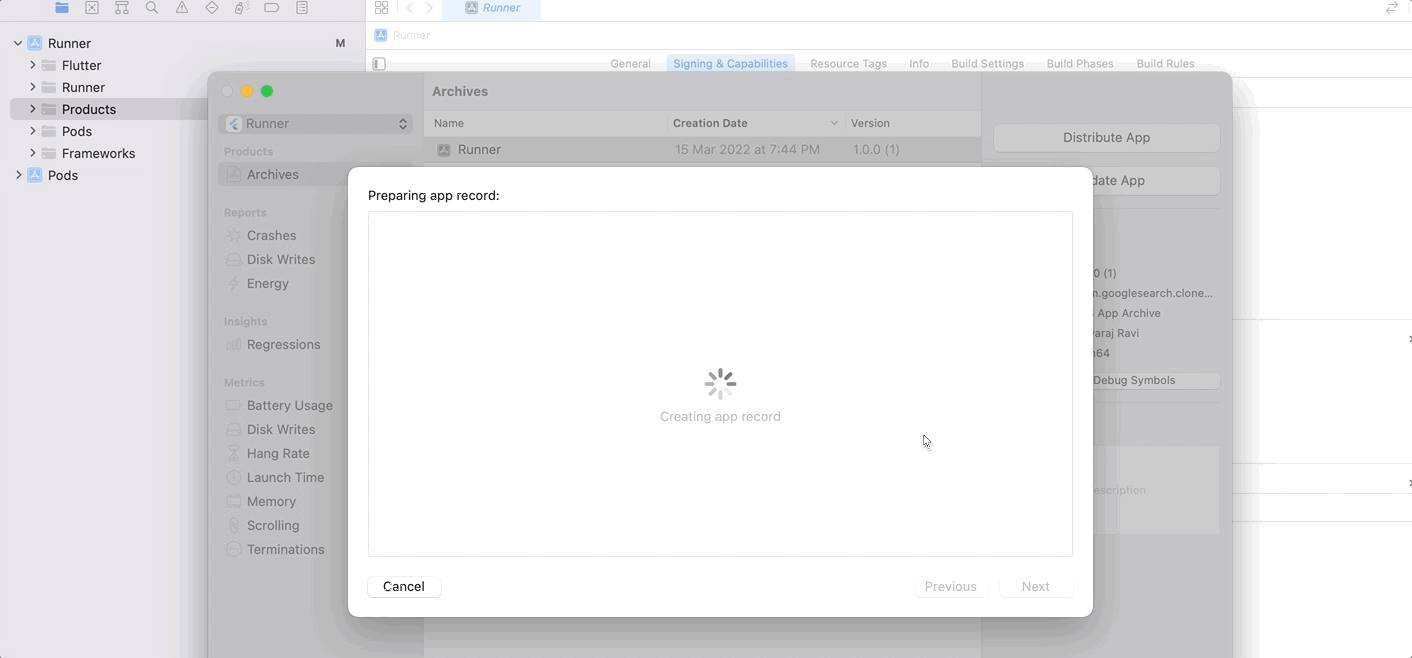 Runner
Runner
General Signing & Capabilities Resource Tags Info Build Settings Build Phases Build Rules
Runner M
Flutter
Runner
Products
Pods
Frameworks
Pods
Archives
Runner
Products
Archives
Reports
Crashes
Disk Writes
Energy
Insights
Regressions
Metrics
Battery Usage
Disk Writes
Hang Rate
Launch Time
Memory
Scrolling
Terminations
Name Creation Date Version
Runner 15 Mar 2022 at 7:44 PM 1.0.0 (1)
Distribute App
App
0 (1)
.googlesearch.clone...
App Archive
Ravi
Debug Symbols
Preparing app record:
Creating app record
Cancel Previous Next